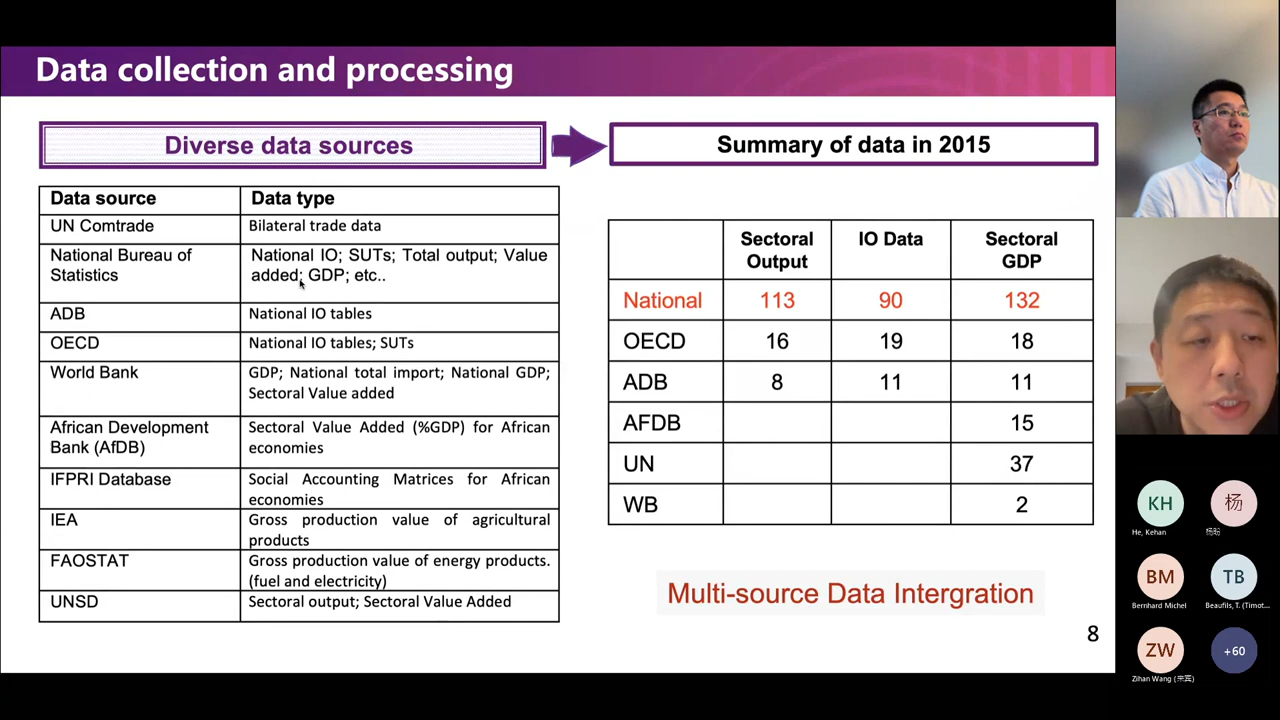 Data collection and processing
Diverse data sources
Summary of data in 2015
Data source Data type
UN Comtrade Bilateral trade data
National Bureau of Statistics National IO; SUTs; Total output; Value added; GDP; etc..
ADB National IO tables
OECD National IO tables; SUTs
World Bank GDP; National total import; National GDP; Sectoral Value added
African Development Bank (AfDB) Sectoral Value Added (%GDP) for African economies
IFPRI Database Social Accounting Matrices for African economies
IEA Gross production value of agricultural products
FAOSTAT Gross production value of energy products. (fuel and electricity)
UNSD Sectoral output; Sectoral Value Added
Sectoral Output IO Data Sectoral GDP
National 113 90 132
OECD 16 19 18
ADB 8 11 11
AFDB 15
UN 37
WB 2
Multi-source Data Intergration
8
KH
He, Kehan
杨
杨盼
BM
Bernhard Michel
TB
Beaufils, T. (Timot...
ZW
Zihan Wang (来宾)
+60